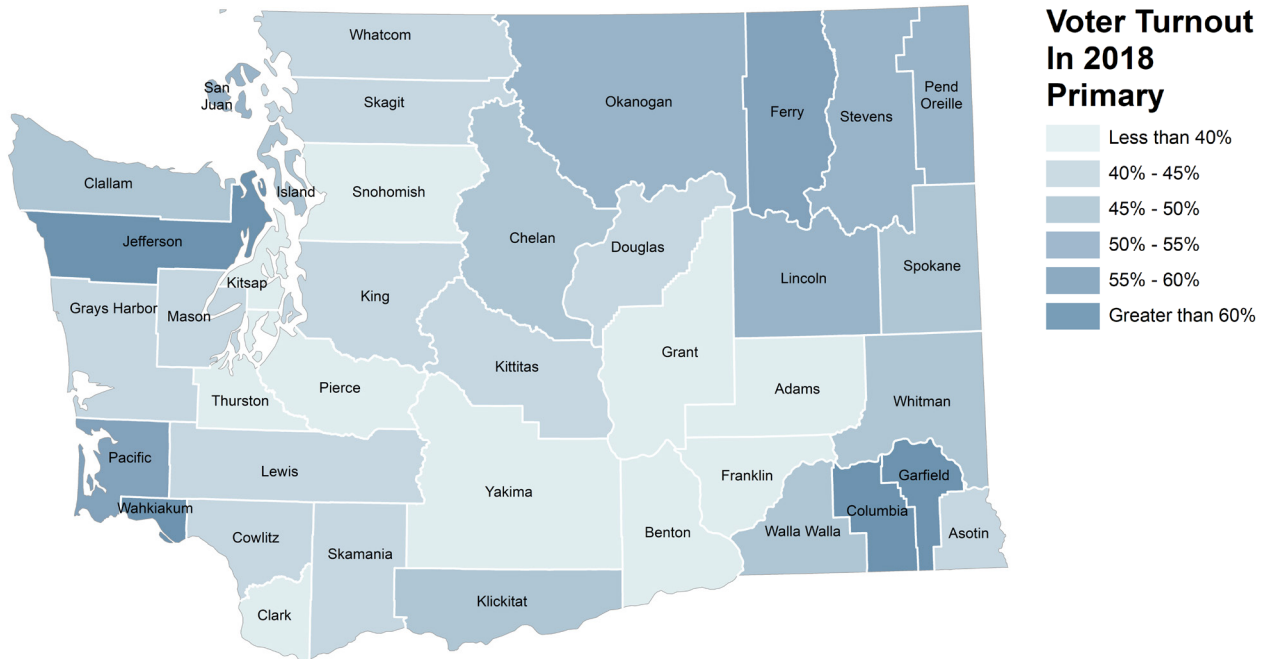 Voter Turnout
In 2018
Primary
Less than 40%
40% - 45%
45% - 50%
50% - 55%
55% - 60%
Greater than 60%
Whatcom
San
Juan
Skagit
Okanogan
Ferry
Stevens
Pend
Oreille
Clallam
Island
Snohomish
Jefferson
Chelan
Douglas
Lincoln
Spokane
Kitsap
King
Grays Harbor
Mason
Kittitas
Grant
Thurston
Pierce
Adams
Whitman
Pacific
Lewis
Yakima
Franklin
Garfield
Wahkiakum
Columbia
Cowlitz
Skamania
Benton
Walla Walla
Asotin
Clark
Klickitat